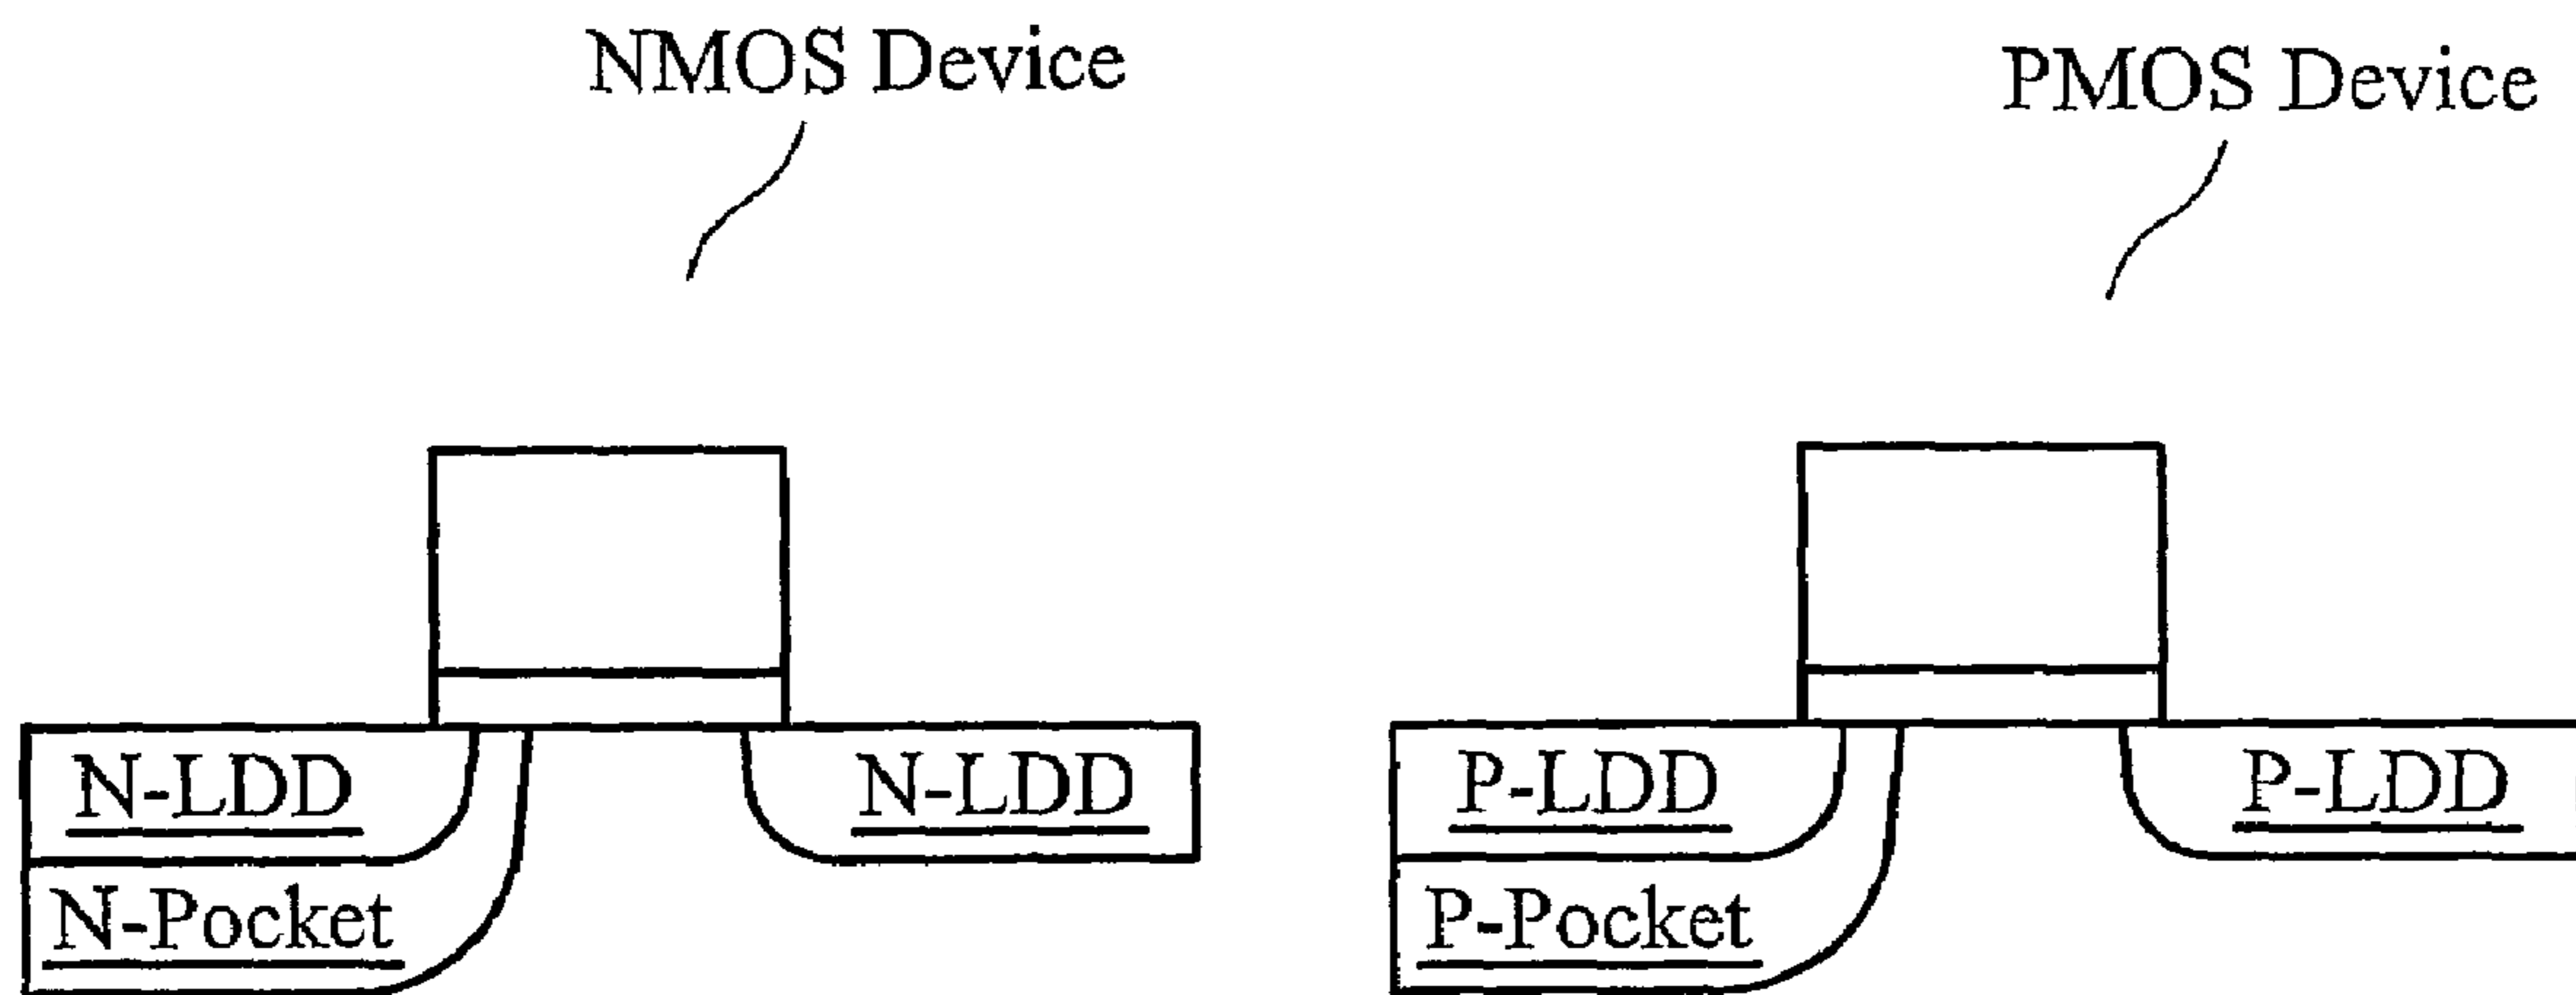 NMOS Device
PMOS Device
N-LDD
N-LDD
P-LDD
P-LDD
N-Pocket
P-Pocket